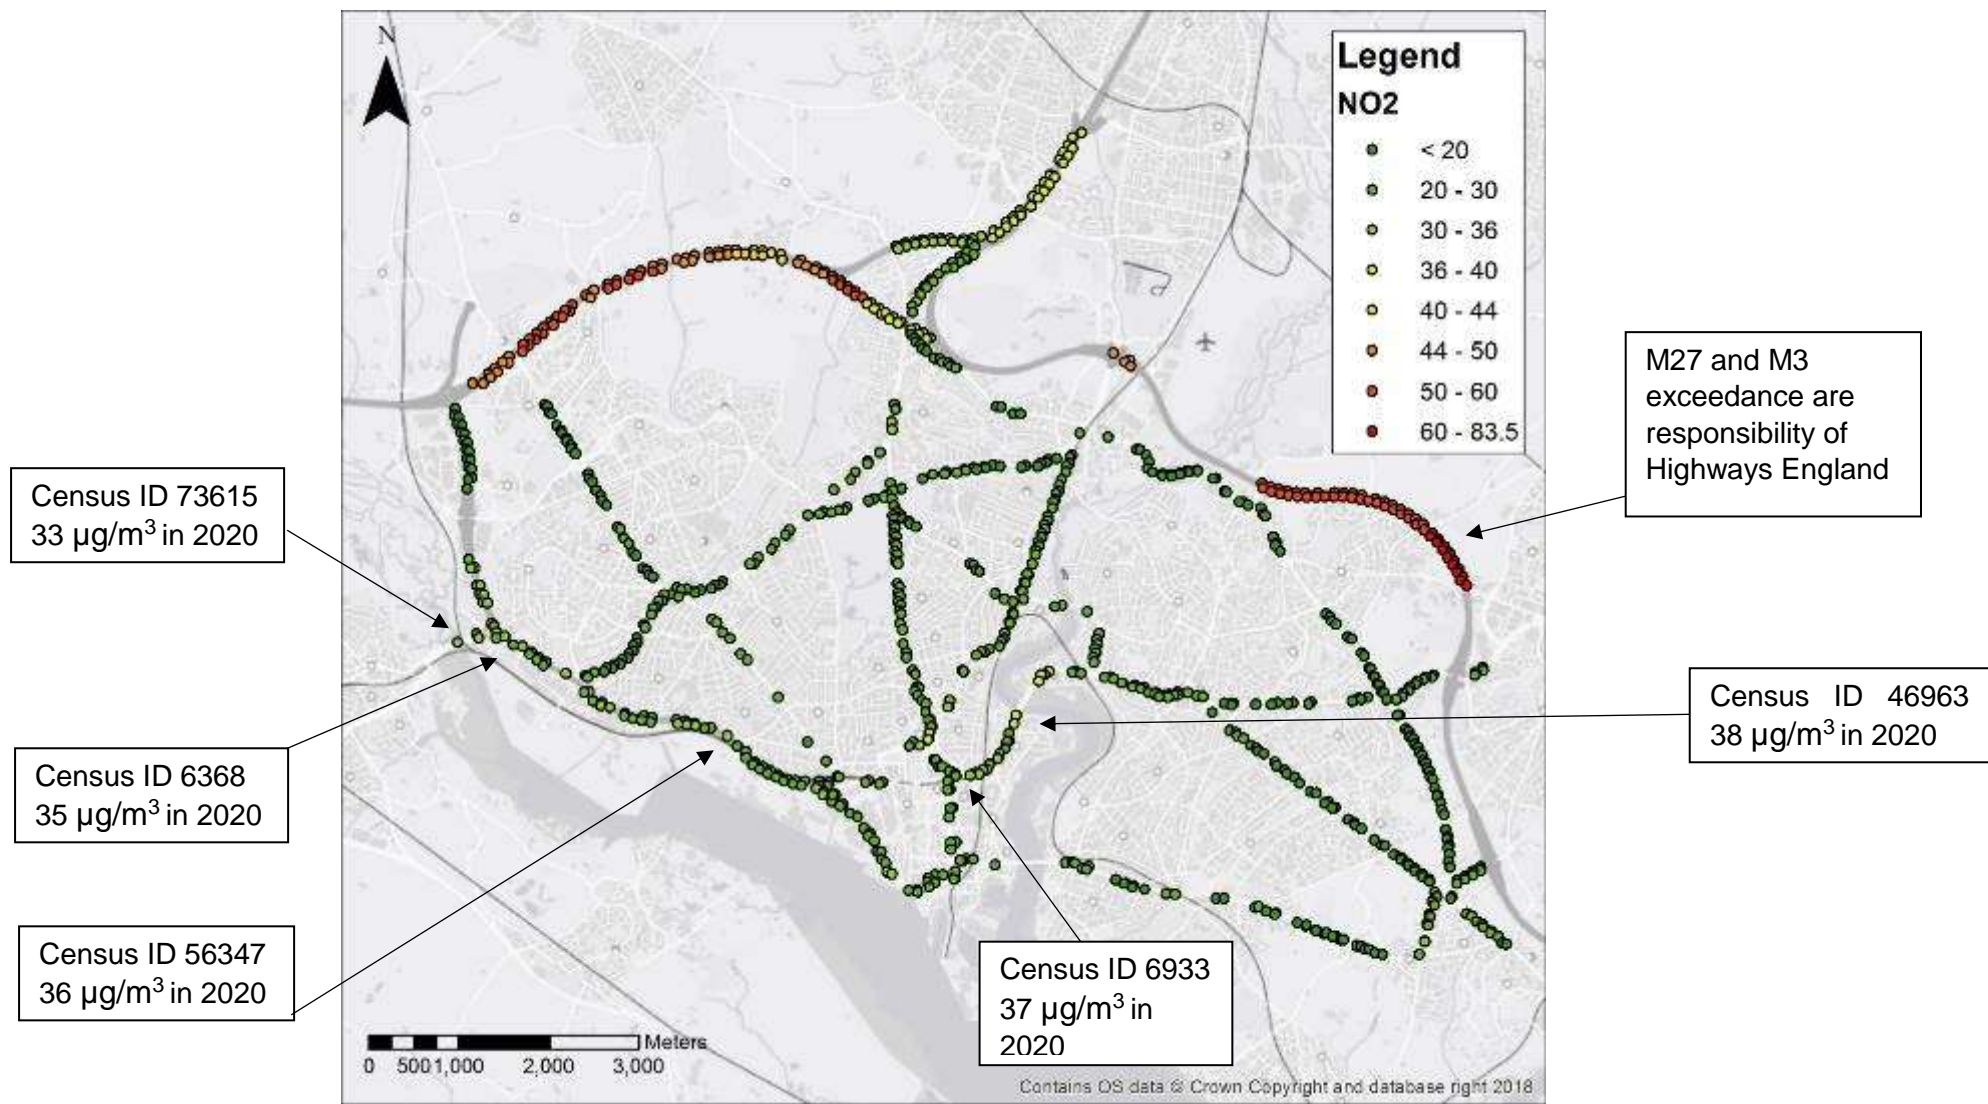 N
Legend
NO2
< 20
20 - 30
30 - 36
36 - 40
40 - 44
44 - 50
50 - 60
60 - 83.5
M27 and M3
exceedance are
responsibility of
Highways England
Census ID 73615
33 µg/m³ in 2020
Census ID 6368
35 µg/m³ in 2020
Census ID 56347
36 µg/m³ in 2020
Census ID 6933
37 µg/m³ in
2020
Census ID 46963
38 µg/m³ in 2020
Meters
0 500 1,000 2,000 3,000
Contains OS data © Crown Copyright and database right 2018